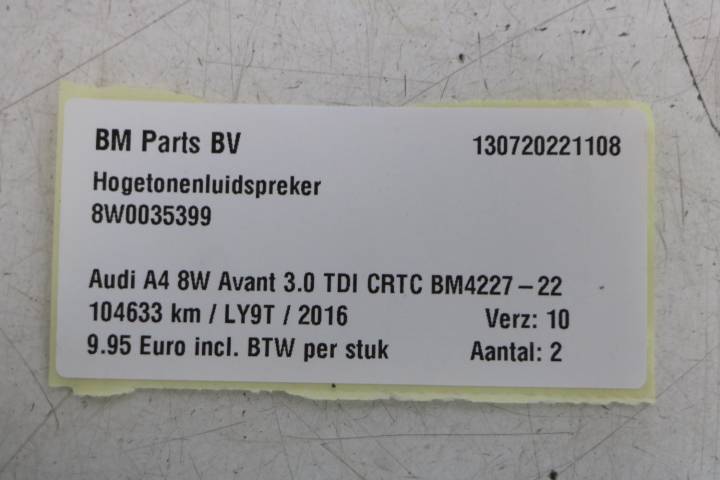 BM Parts BV 130720221108
Hogetonenluidspreker
8W0035399
Audi A4 8W Avant 3.0 TDI CRTC BM4227-22
104633 km / LY9T / 2016 Verz: 10
9.95 Euro incl. BTW per stuk Aantal: 2